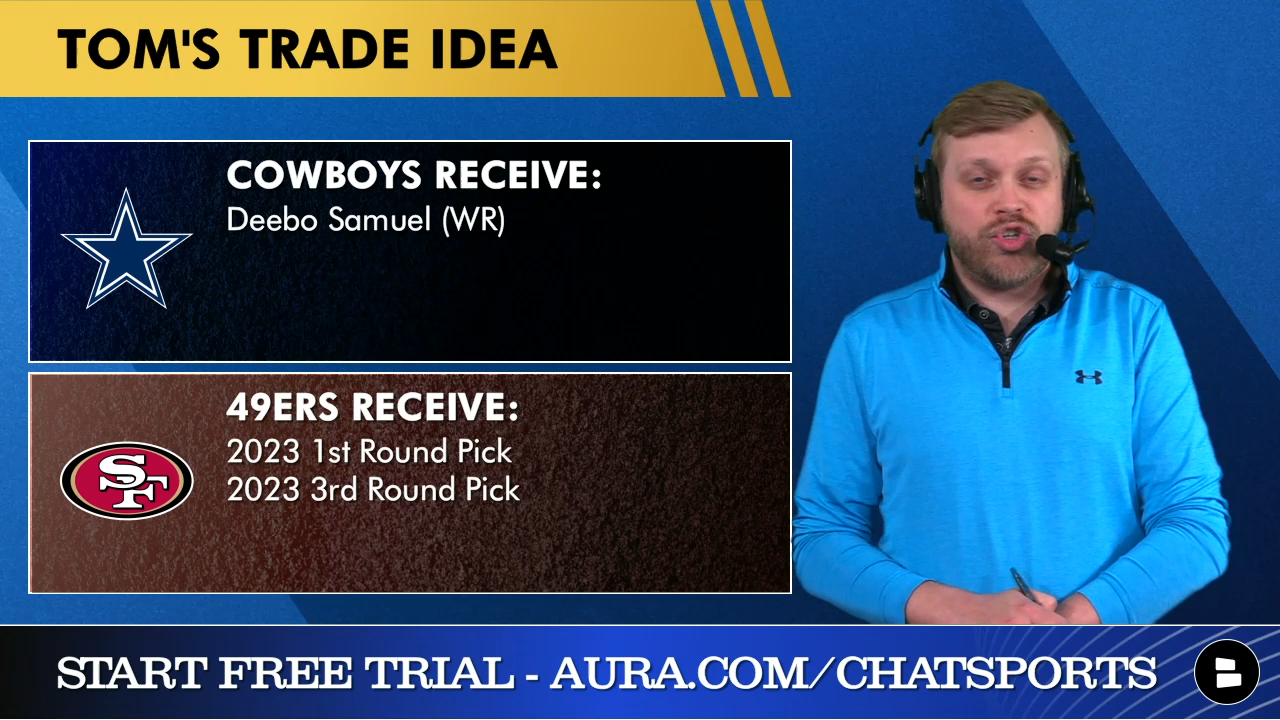 TOM'S TRADE IDEA
COWBOYS RECEIVE:
Deebo Samuel (WR)
49ERS RECEIVE:
2023 1st Round Pick
2023 3rd Round Pick
SF
START FREE TRIAL - AURA.COM/CHATSPORTS